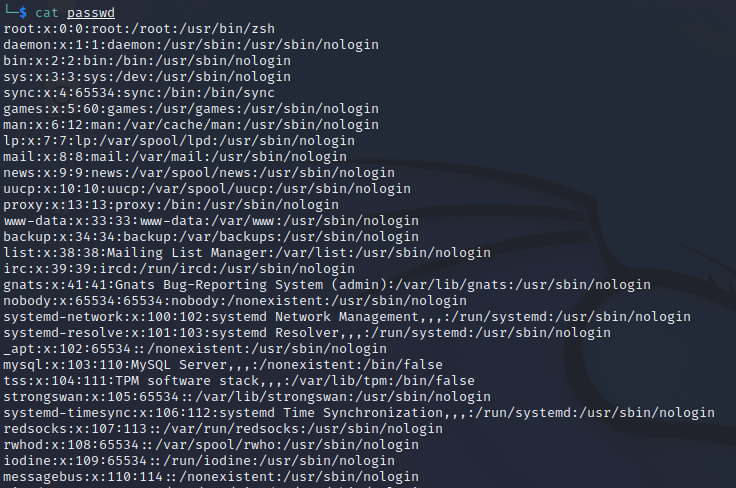 └─$ cat passwd
root:x:0:0:root:/root:/usr/bin/zsh
daemon:x:1:1:daemon:/usr/sbin:/usr/sbin/nologin
bin:x:2:2:bin:/bin:/usr/sbin/nologin
sys:x:3:3:sys:/dev:/usr/sbin/nologin
sync:x:4:65534:sync:/bin:/bin/sync
games:x:5:60:games:/usr/games:/usr/sbin/nologin
man:x:6:12:man:/var/cache/man:/usr/sbin/nologin
lp:x:7:7:lp:/var/spool/lpd:/usr/sbin/nologin
mail:x:8:8:mail:/var/mail:/usr/sbin/nologin
news:x:9:9:news:/var/spool/news:/usr/sbin/nologin
uucp:x:10:10:uucp:/var/spool/uucp:/usr/sbin/nologin
proxy:x:13:13:proxy:/bin:/usr/sbin/nologin
www-data:x:33:33:www-data:/var/www:/usr/sbin/nologin
backup:x:34:34:backup:/var/backups:/usr/sbin/nologin
list:x:38:38:Mailing List Manager:/var/list:/usr/sbin/nologin
irc:x:39:39:ircd:/run/ircd:/usr/sbin/nologin
gnats:x:41:41:Gnats Bug-Reporting System (admin):/var/lib/gnats:/usr/sbin/nologin
nobody:x:65534:65534:nobody:/nonexistent:/usr/sbin/nologin
systemd-network:x:100:102:systemd Network Management,,,:/run/systemd:/usr/sbin/nologin
systemd-resolve:x:101:103:systemd Resolver,,,:/run/systemd:/usr/sbin/nologin
_apt:x:102:65534::/nonexistent:/usr/sbin/nologin
mysql:x:103:110:MySQL Server,,,:/nonexistent:/bin/false
tss:x:104:111:TPM software stack,,,:/var/lib/tpm:/bin/false
strongswan:x:105:65534::/var/lib/strongswan:/usr/sbin/nologin
systemd-timesync:x:106:112:systemd Time Synchronization,,,:/run/systemd:/usr/sbin/nologin
redsocks:x:107:113::/var/run/redsocks:/usr/sbin/nologin
rwhod:x:108:65534::/var/spool/rwho:/usr/sbin/nologin
iodine:x:109:65534::/run/iodine:/usr/sbin/nologin
messagebus:x:110:114::/nonexistent:/usr/sbin/nologin